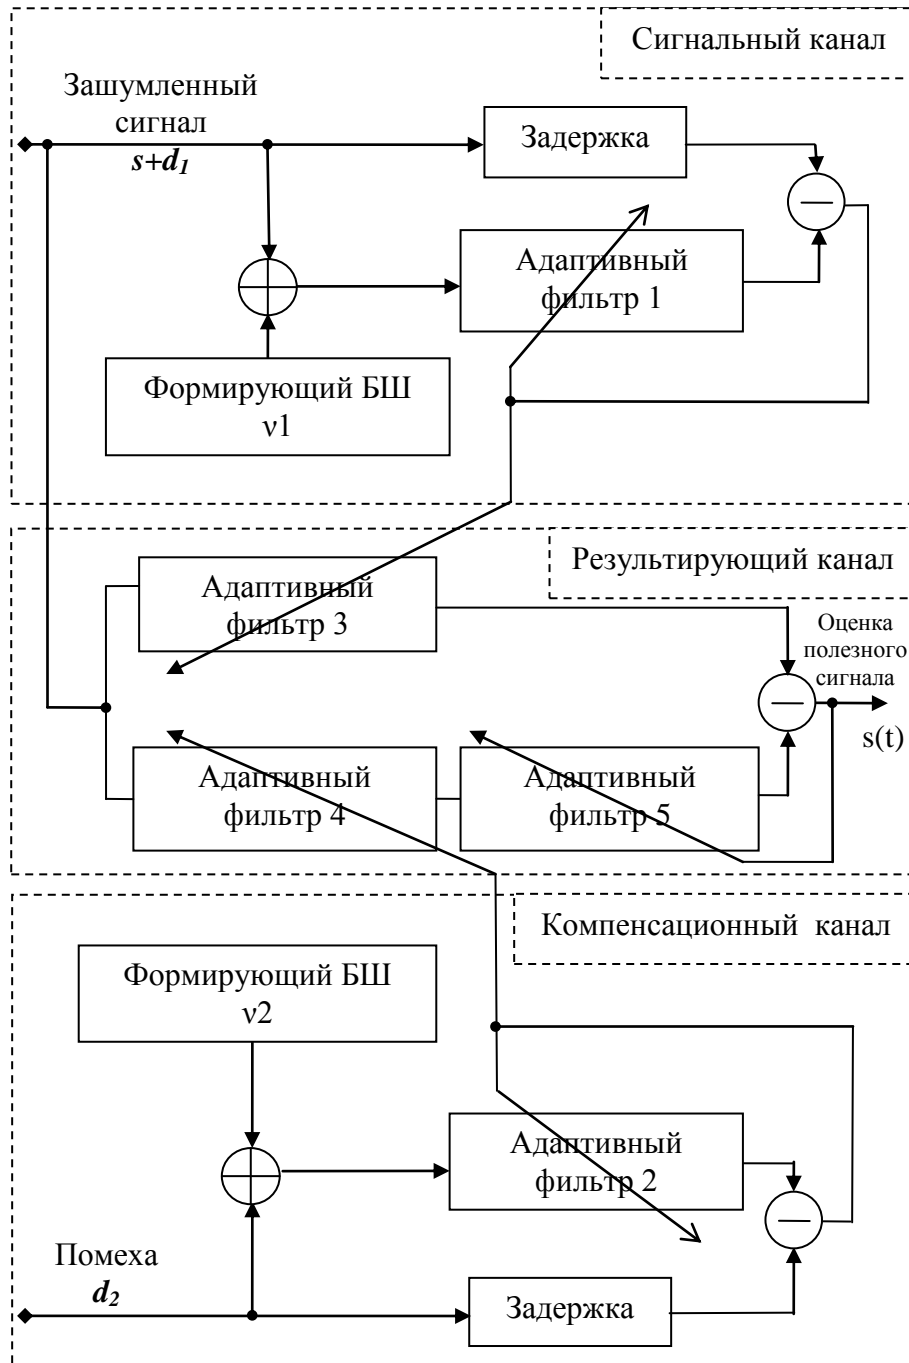 Сигнальный канал
Зашумленный
сигнал
s+d1
Задержка
Адаптивный
фильтр 1
Формирующий БШ
ν1
Результирующий канал
Адаптивный
фильтр 3
Оценка
полезного
сигнала
s(t)
Адаптивный
фильтр 4
Адаптивный
фильтр 5
Компенсационный канал
Формирующий БШ
ν2
Адаптивный
фильтр 2
Помеха
d2
Задержка